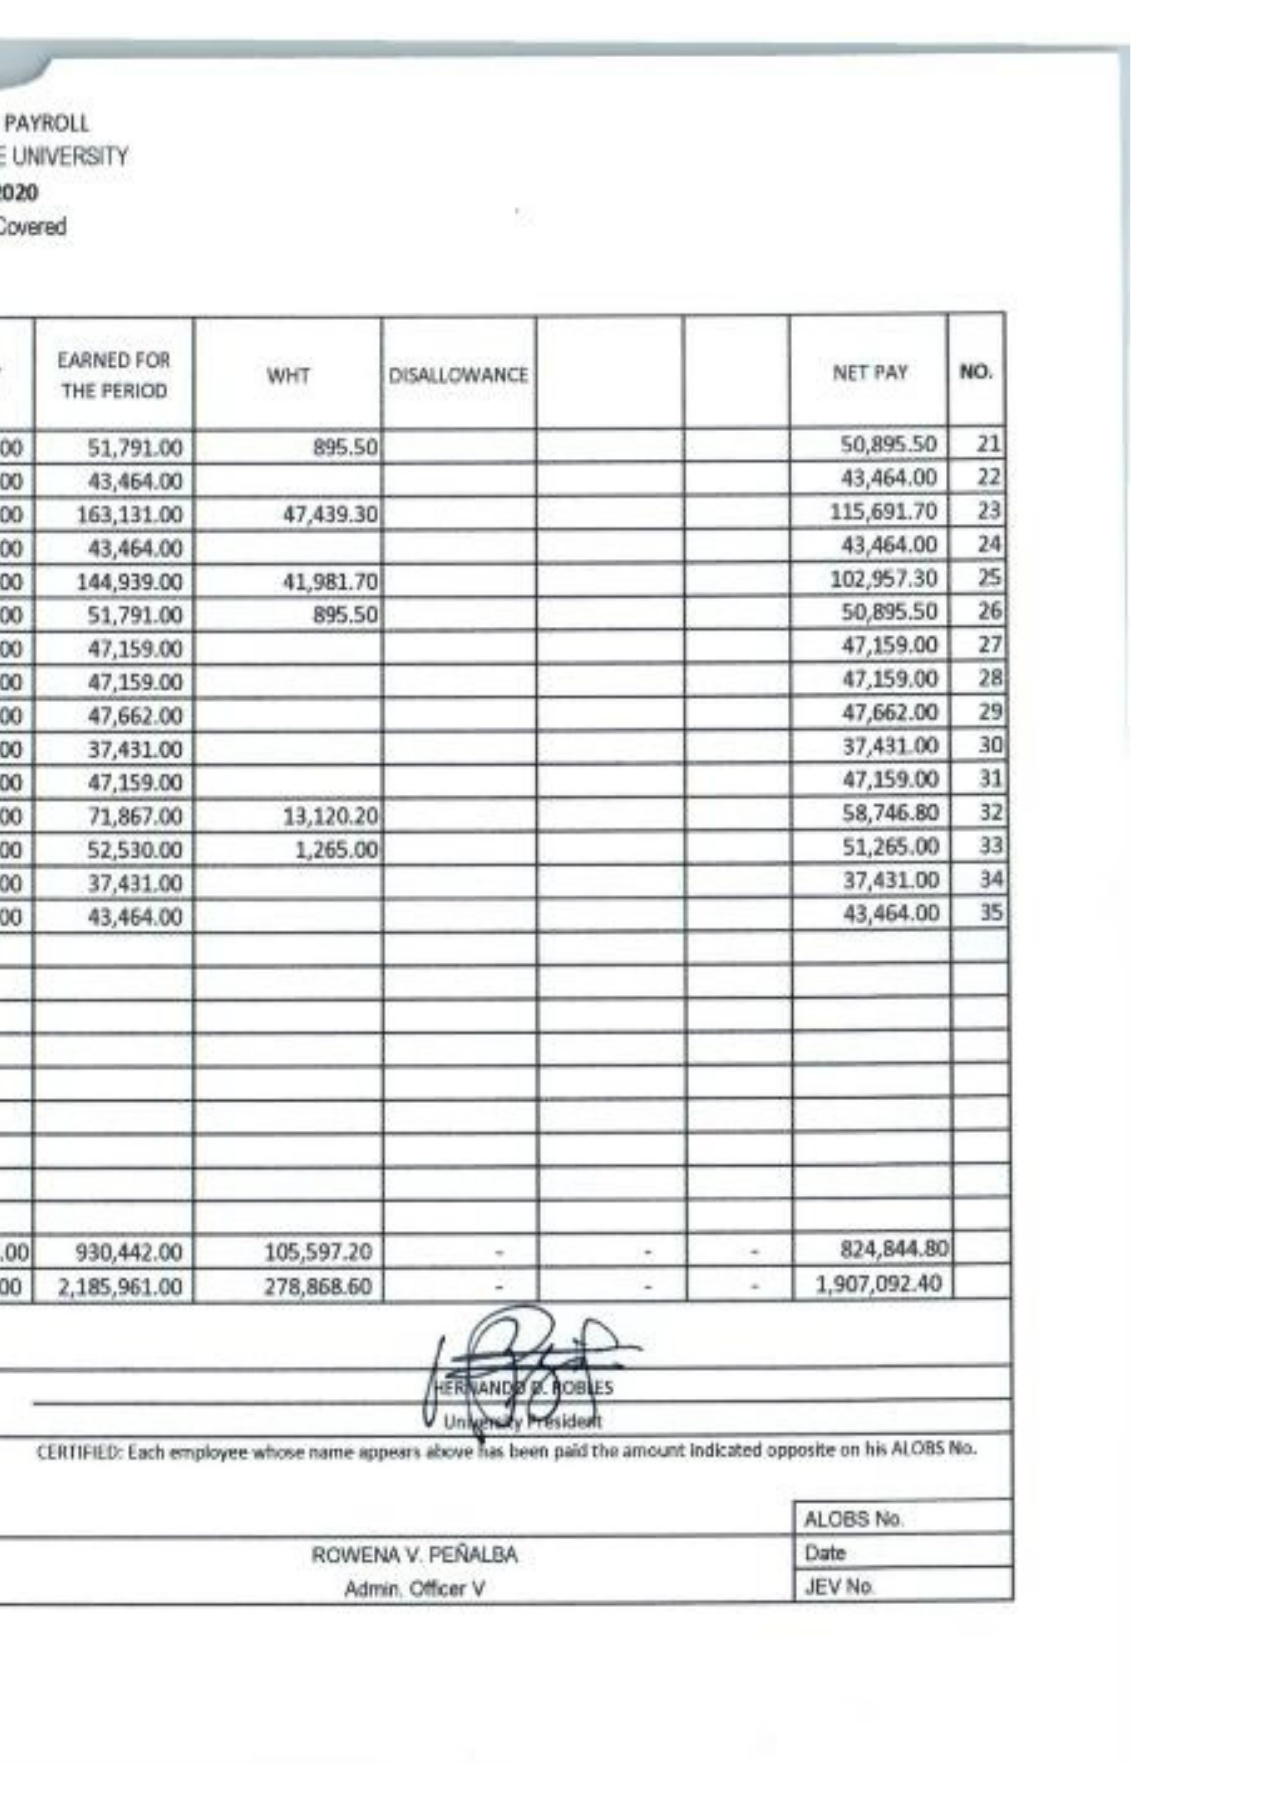 PAYROLL
E UNIVERSITY
2020
Covered
EARNED FOR THE PERIOD WHT DISALLOWANCE NET PAY NO.
00 51,791.00 895.50 50,895.50 21
00 43,464.00 43,464.00 22
00 163,131.00 47,439.30 115,691.70 23
00 43,464.00 43,464.00 24
00 144,939.00 41,981.70 102,957.30 25
00 51,791.00 895.50 50,895.50 26
00 47,159.00 47,159.00 27
00 47,159.00 47,159.00 28
00 47,662.00 47,662.00 29
00 37,431.00 37,431.00 30
00 47,159.00 47,159.00 31
00 71,867.00 13,120.20 58,746.80 32
00 52,530.00 1,265.00 51,265.00 33
00 37,431.00 37,431.00 34
00 43,464.00 43,464.00 35
.00 930,442.00 105,597.20 - - - 824,844.80
00 2,185,961.00 278,868.60 - - - 1,907,092.40
HERNANDO D. ROBLES
University President
CERTIFIED: Each employee whose name appears above has been paid the amount indicated opposite on his ALOBS No.
ALOBS No.
ROWENA V. PEÑALBA Date
Admin. Officer V JEV No.